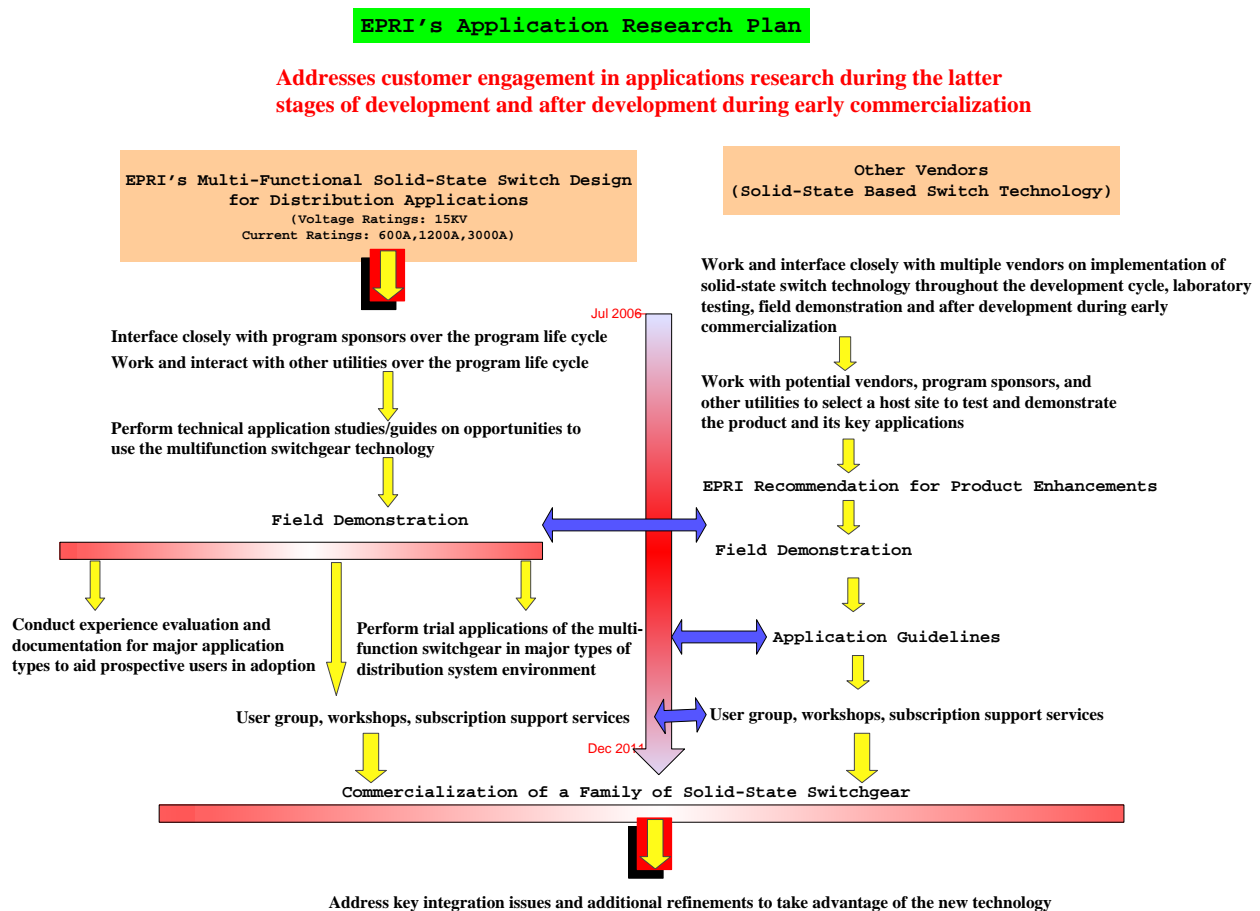 EPRI's Application Research Plan
Addresses customer engagement in applications research during the latter
stages of development and after development during early commercialization
EPRI's Multi-Functional Solid-State Switch Design
for Distribution Applications
(Voltage Ratings: 15KV
Current Ratings: 600A,1200A,3000A)
Interface closely with program sponsors over the program life cycle
Work and interact with other utilities over the program life cycle
Perform technical application studies/guides on opportunities to
use the multifunction switchgear technology
Field Demonstration
Conduct experience evaluation and
documentation for major application
types to aid prospective users in adoption
Perform trial applications of the multi-
function switchgear in major types of
distribution system environment
User group, workshops, subscription support services
Jul 2006
Dec 2011
Other Vendors
(Solid-State Based Switch Technology)
Work and interface closely with multiple vendors on implementation of
solid-state switch technology throughout the development cycle, laboratory
testing, field demonstration and after development during early
commercialization
Work with potential vendors, program sponsors, and
other utilities to select a host site to test and demonstrate
the product and its key applications
EPRI Recommendation for Product Enhancements
Field Demonstration
Application Guidelines
User group, workshops, subscription support services
Commercialization of a Family of Solid-State Switchgear
Address key integration issues and additional refinements to take advantage of the new technology